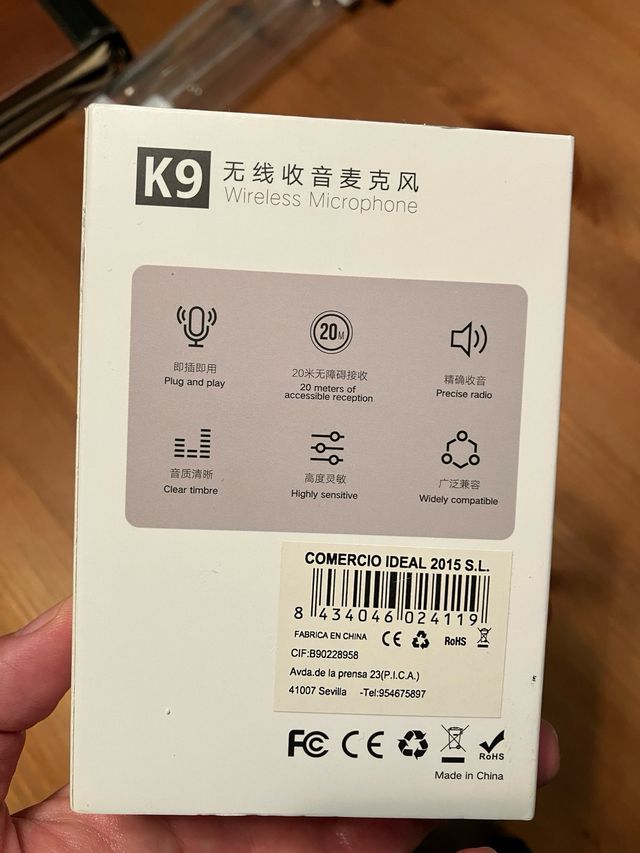 K9 无线收音麦克风
Wireless Microphone
20M
即插即用
Plug and play
20米无障碍接收
20 meters of
accessible reception
精确收音
Precise radio
音质清晰
Clear timbre
高度灵敏
Highly sensitive
广泛兼容
Widely compatible
COMERCIO IDEAL 2015 S.L.
8 434046 024119
FABRICA EN CHINA CE RoHS
CIF:B90228958
Avda.de la prensa 23(P.I.C.A.)
41007 Sevilla -Tel:954675897
FC CE RoHS
Made in China